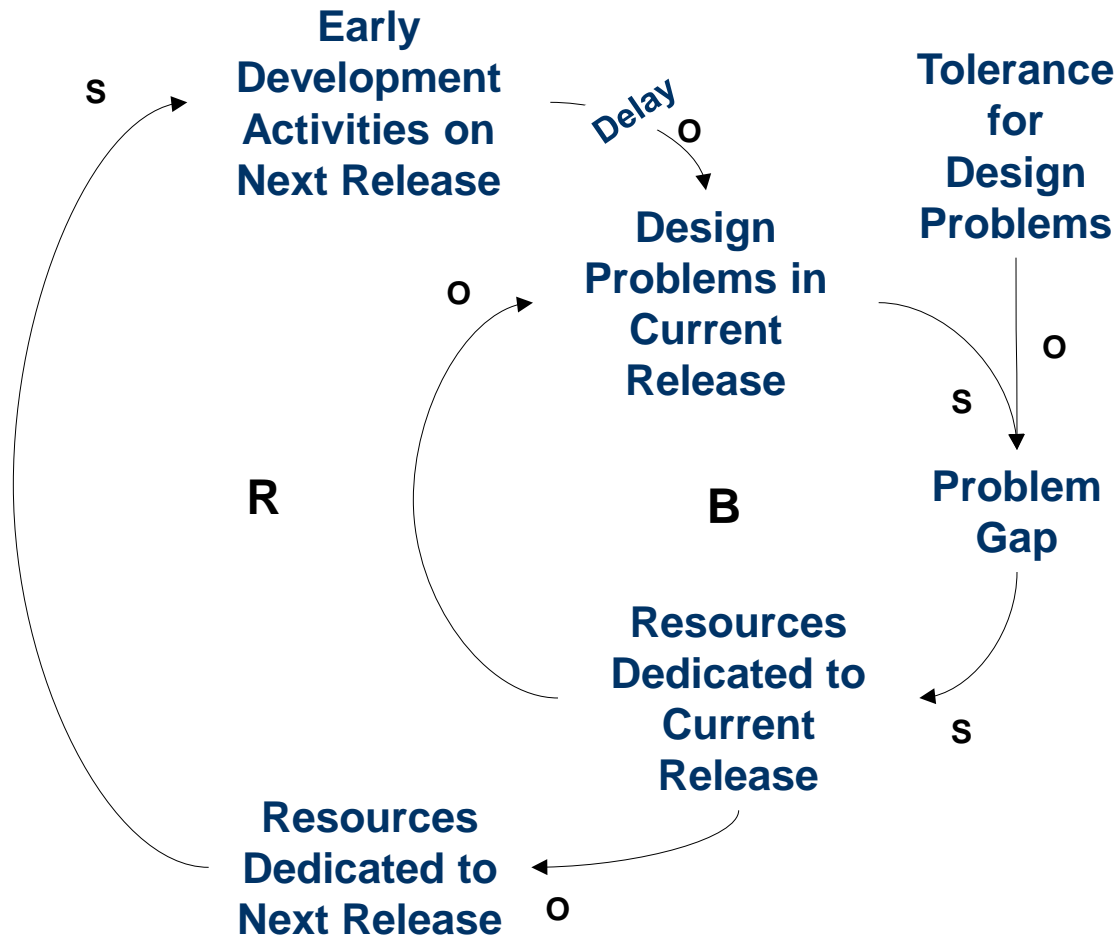 Early
Development
Activities on
Next Release
S
Delay
O
Tolerance
for
Design
Problems
Design
Problems in
Current
Release
O
O
S
R
B
Problem
Gap
Resources
Dedicated to
Current
Release
S
Resources
Dedicated to
Next Release
O